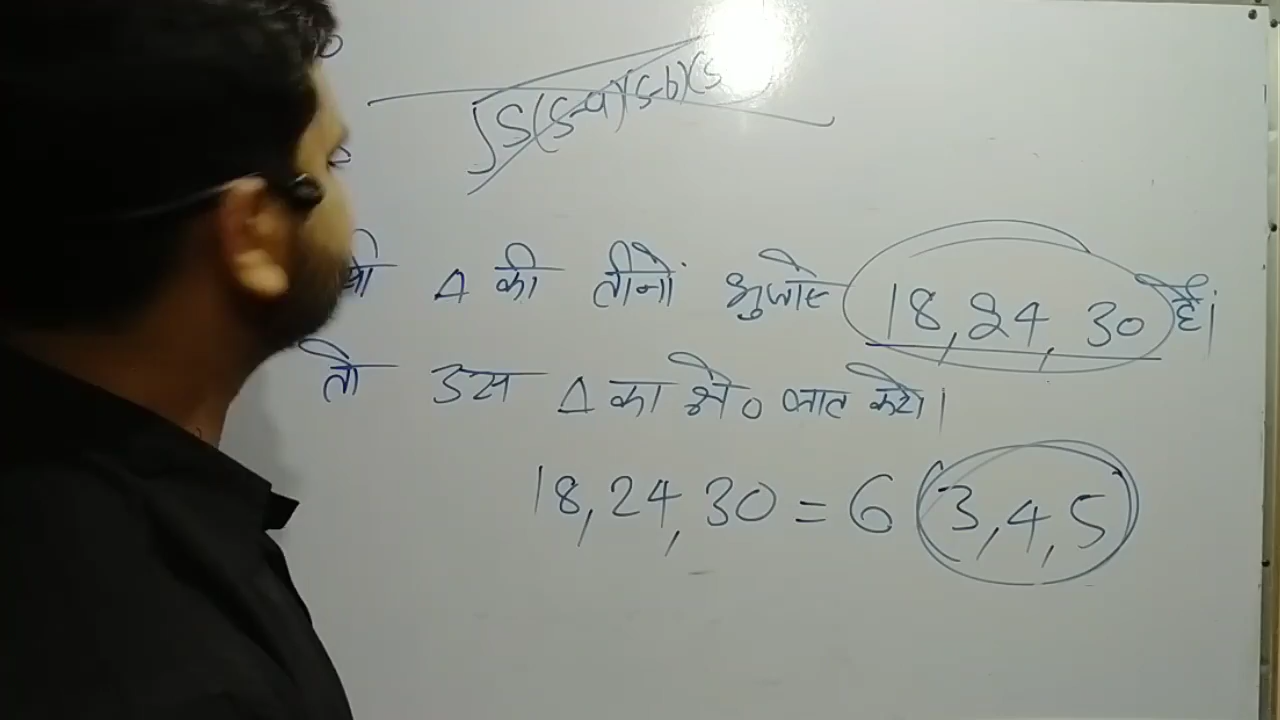 √S(S-a)(S-b)(S
Δ की तीनों भुजाएँ 18, 24, 30 है।
तो उस Δ का क्षे० ज्ञात करो।
18, 24, 30 = 6 (3, 4, 5)